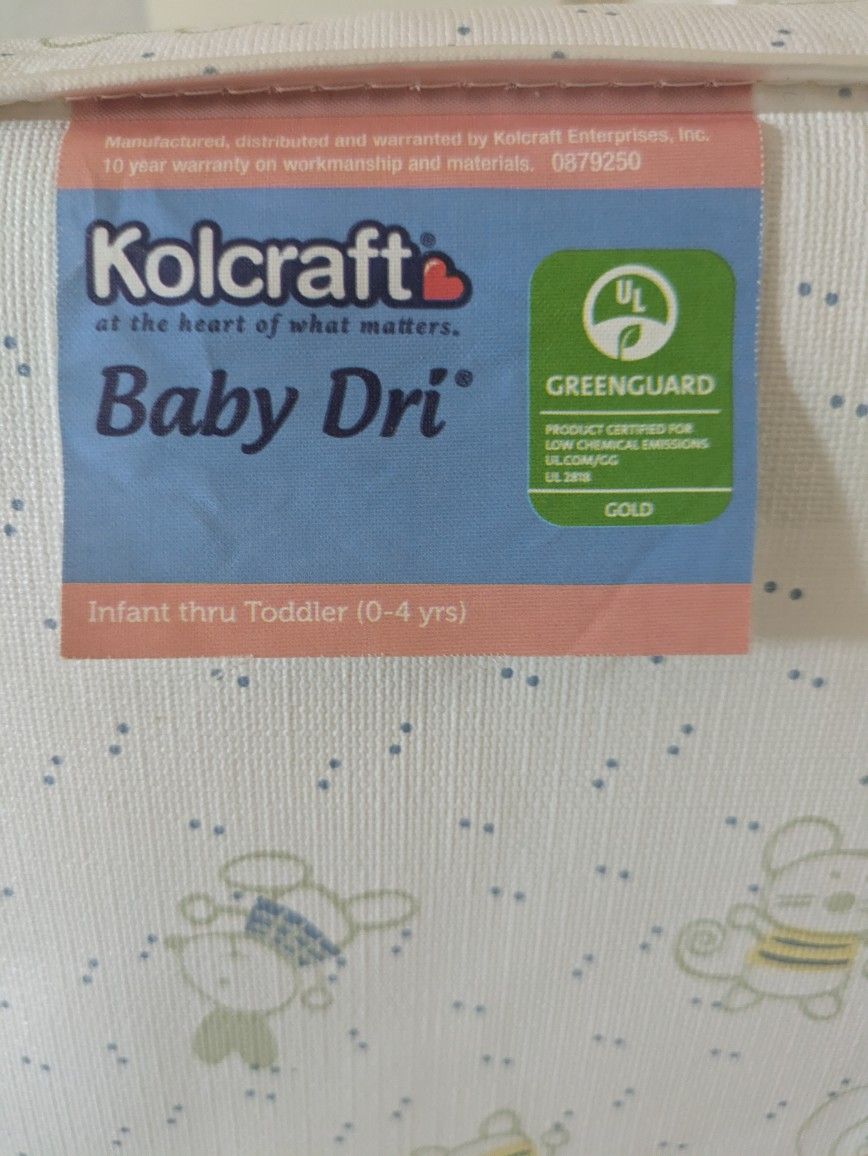 Manufactured, distributed and warranted by Kolcraft Enterprises, Inc.
10 year warranty on workmanship and materials. 0879250
Kolcraft®
at the heart of what matters.
Baby Dri®
UL
GREENGUARD
PRODUCT CERTIFIED FOR
LOW CHEMICAL EMISSIONS
UL.COM/GG
UL 2818
GOLD
Infant thru Toddler (0-4 yrs)